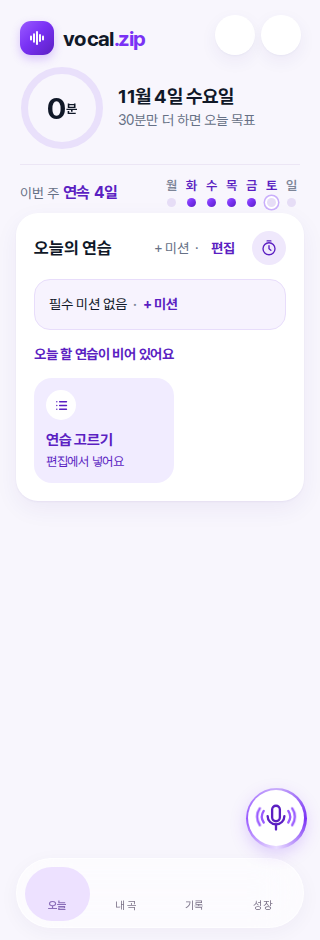 vocal.zip
0분
11월 4일 수요일
30분만 더 하면 오늘 목표
이번 주 연속 4일
월 화 수 목 금 토 일
오늘의 연습
+ 미션 · 편집
필수 미션 없음 · + 미션
오늘 할 연습이 비어 있어요
연습 고르기
편집에서 넣어요
오늘 내 곡 기록 성장